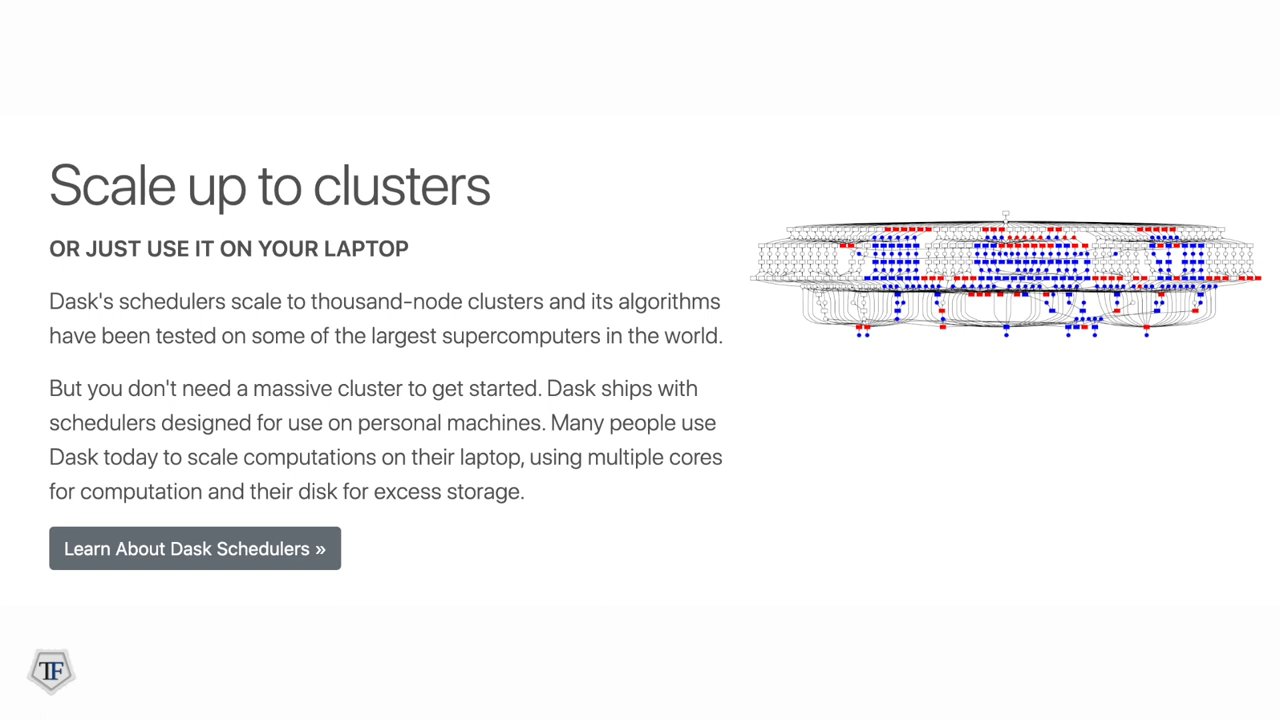 Scale up to clusters
OR JUST USE IT ON YOUR LAPTOP
Dask's schedulers scale to thousand-node clusters and its algorithms
have been tested on some of the largest supercomputers in the world.
But you don't need a massive cluster to get started. Dask ships with
schedulers designed for use on personal machines. Many people use
Dask today to scale computations on their laptop, using multiple cores
for computation and their disk for excess storage.
Learn About Dask Schedulers »
TF